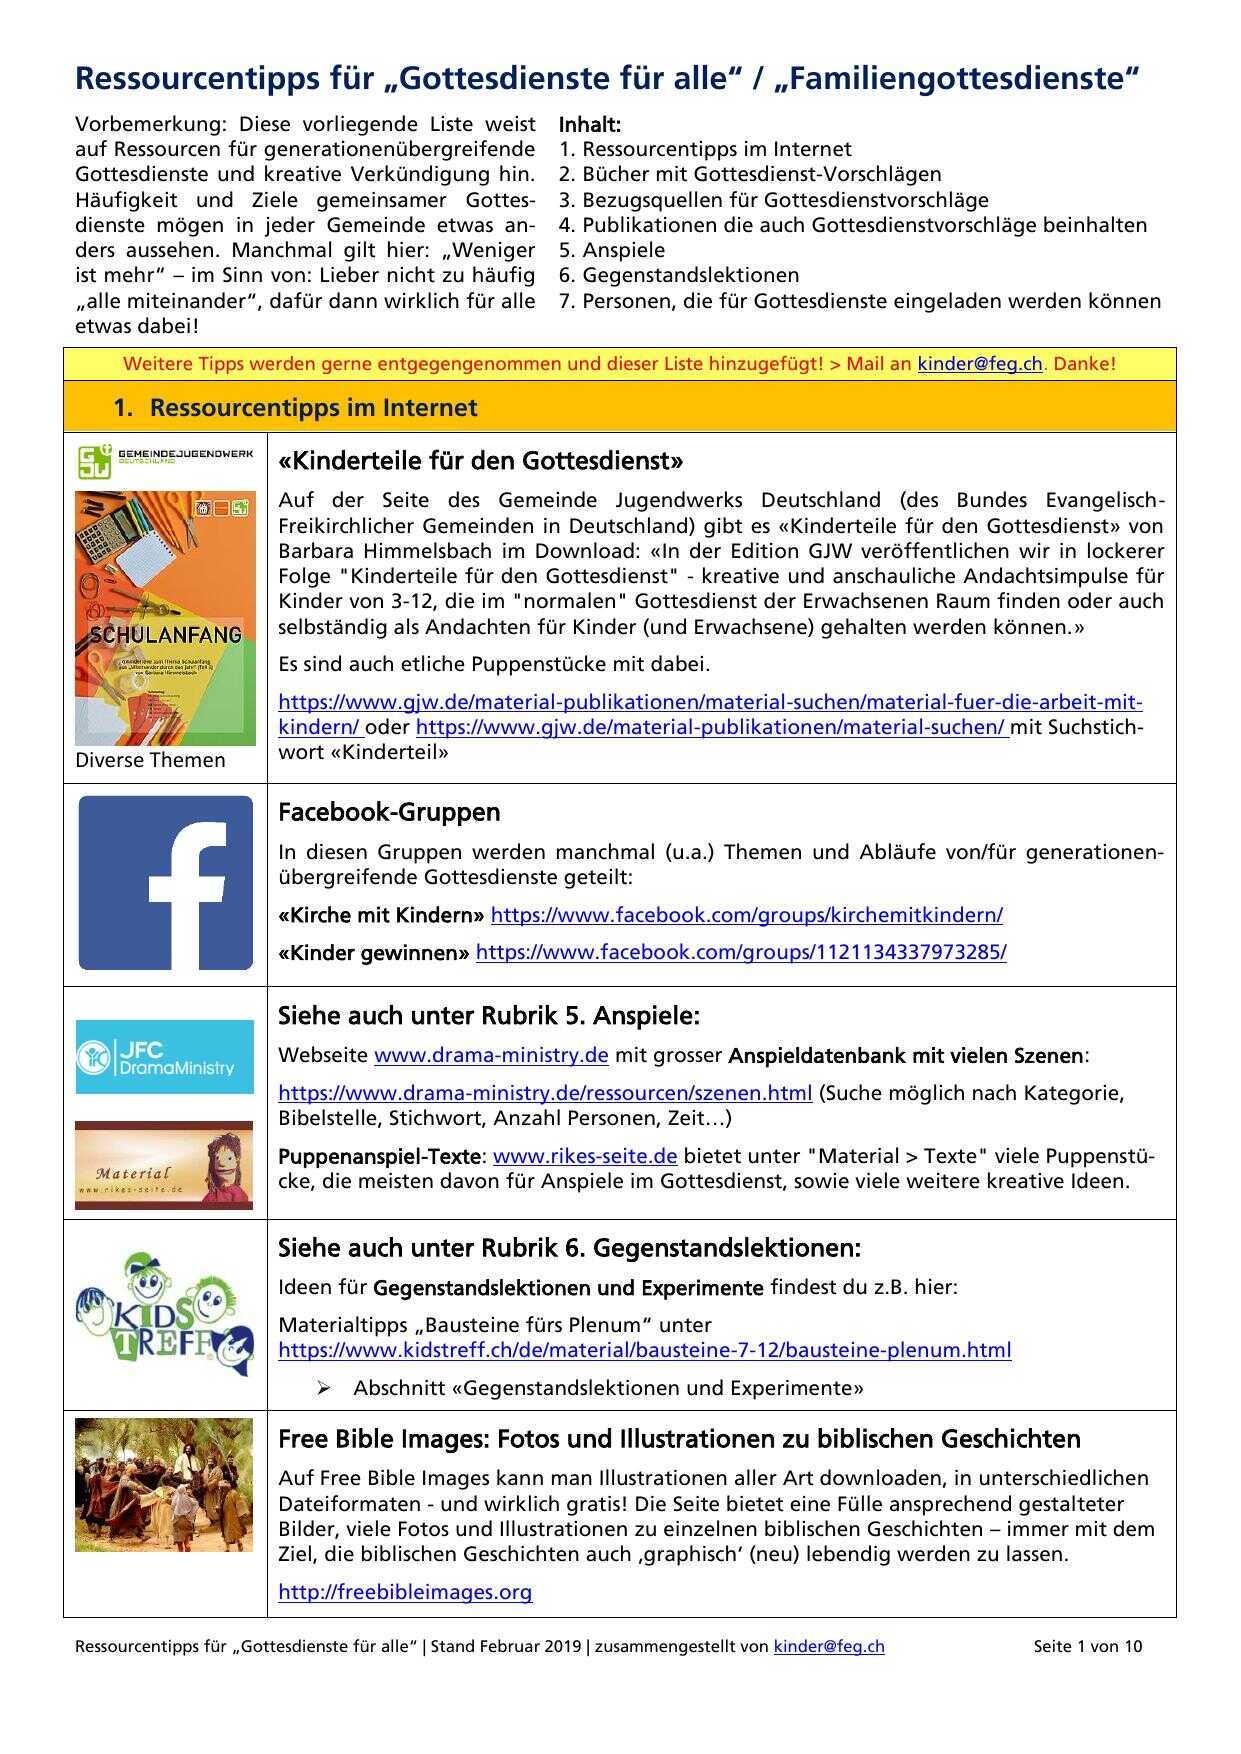 Ressourcentipps für „Gottesdienste für alle“ / „Familiengottesdienste“
Vorbemerkung: Diese vorliegende Liste weist
auf Ressourcen für generationenübergreifende
Gottesdienste und kreative Verkündigung hin.
Häufigkeit und Ziele gemeinsamer Gottes-
dienste mögen in jeder Gemeinde etwas an-
ders aussehen. Manchmal gilt hier: „Weniger
ist mehr“ – im Sinn von: Lieber nicht zu häufig
„alle miteinander“, dafür dann wirklich für alle
etwas dabei!
Inhalt:
1. Ressourcentipps im Internet
2. Bücher mit Gottesdienst-Vorschlägen
3. Bezugsquellen für Gottesdienstvorschläge
4. Publikationen die auch Gottesdienstvorschläge beinhalten
5. Anspiele
6. Gegenstandslektionen
7. Personen, die für Gottesdienste eingeladen werden können
Weitere Tipps werden gerne entgegengenommen und dieser Liste hinzugefügt! > Mail an kinder@feg.ch. Danke!
1. Ressourcentipps im Internet
GJW
GEMEINDEJUGENDWERK
DEUTSCHLAND
SCHULANFANG
Diverse Themen
«Kinderteile für den Gottesdienst»
Auf der Seite des Gemeinde Jugendwerks Deutschland (des Bundes Evangelisch-
Freikirchlicher Gemeinden in Deutschland) gibt es «Kinderteile für den Gottesdienst» von
Barbara Himmelsbach im Download: «In der Edition GJW veröffentlichen wir in lockerer
Folge "Kinderteile für den Gottesdienst" - kreative und anschauliche Andachtsimpulse für
Kinder von 3-12, die im "normalen" Gottesdienst der Erwachsenen Raum finden oder auch
selbständig als Andachten für Kinder (und Erwachsene) gehalten werden können.»
Es sind auch etliche Puppenstücke mit dabei.
https://www.gjw.de/material-publikationen/material-suchen/material-fuer-die-arbeit-mit-
kindern/ oder https://www.gjw.de/material-publikationen/material-suchen/ mit Suchstich-
wort «Kinderteil»
f
Facebook-Gruppen
In diesen Gruppen werden manchmal (u.a.) Themen und Abläufe von/für generationen-
übergreifende Gottesdienste geteilt:
«Kirche mit Kindern» https://www.facebook.com/groups/kirchemitkindern/
«Kinder gewinnen» https://www.facebook.com/groups/1121134337973285/
JFC
DramaMinistry
Material
www.rikes-seite.de
Siehe auch unter Rubrik 5. Anspiele:
Webseite www.drama-ministry.de mit grosser Anspieldatenbank mit vielen Szenen:
https://www.drama-ministry.de/ressourcen/szenen.html (Suche möglich nach Kategorie,
Bibelstelle, Stichwort, Anzahl Personen, Zeit…)
Puppenanspiel-Texte: www.rikes-seite.de bietet unter "Material > Texte" viele Puppenstü-
cke, die meisten davon für Anspiele im Gottesdienst, sowie viele weitere kreative Ideen.
KIDS
TREFF
Siehe auch unter Rubrik 6. Gegenstandslektionen:
Ideen für Gegenstandslektionen und Experimente findest du z.B. hier:
Materialtipps „Bausteine fürs Plenum“ unter
https://www.kidstreff.ch/de/material/bausteine-7-12/bausteine-plenum.html
➢ Abschnitt «Gegenstandslektionen und Experimente»
Free Bible Images: Fotos und Illustrationen zu biblischen Geschichten
Auf Free Bible Images kann man Illustrationen aller Art downloaden, in unterschiedlichen
Dateiformaten - und wirklich gratis! Die Seite bietet eine Fülle ansprechend gestalteter
Bilder, viele Fotos und Illustrationen zu einzelnen biblischen Geschichten – immer mit dem
Ziel, die biblischen Geschichten auch ‚graphisch‘ (neu) lebendig werden zu lassen.
http://freebibleimages.org
Ressourcentipps für „Gottesdienste für alle“ | Stand Februar 2019 | zusammengestellt von kinder@feg.ch Seite 1 von 10